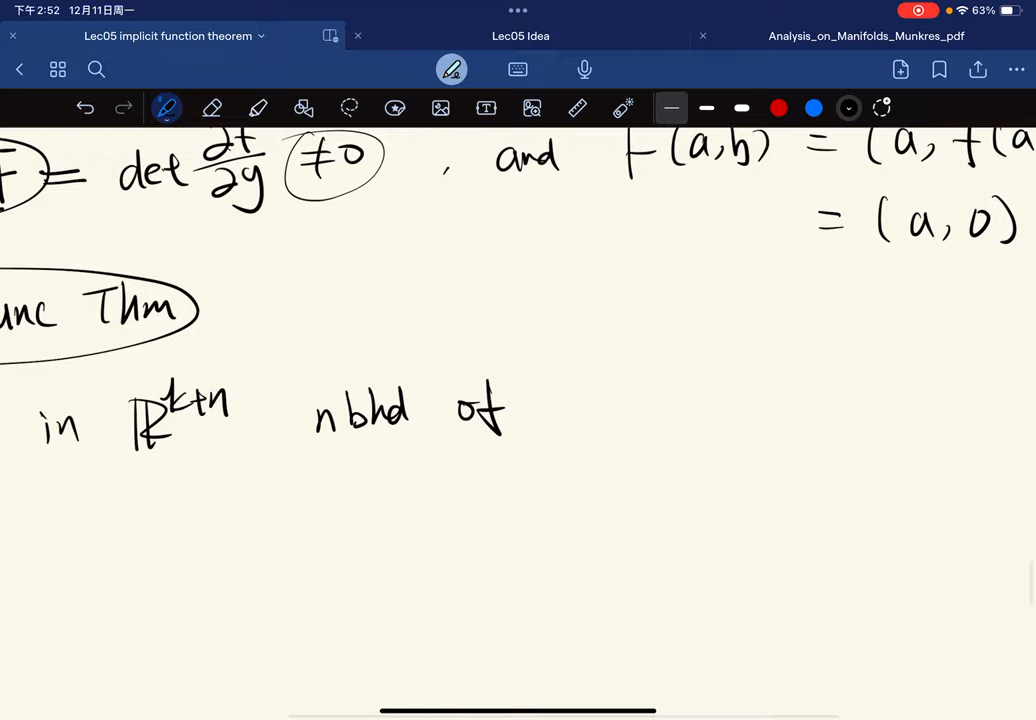 下午2:52 12月11日周一
63%
Lec05 implicit function theorem
Lec05 Idea
Analysis_on_Manifolds_Munkres_pdf
= det ∂f/∂y ≠0 , and F(a,b) = (a, f(a
= (a, 0)
unc Thm
in ℝ^{k+n} nbhd of